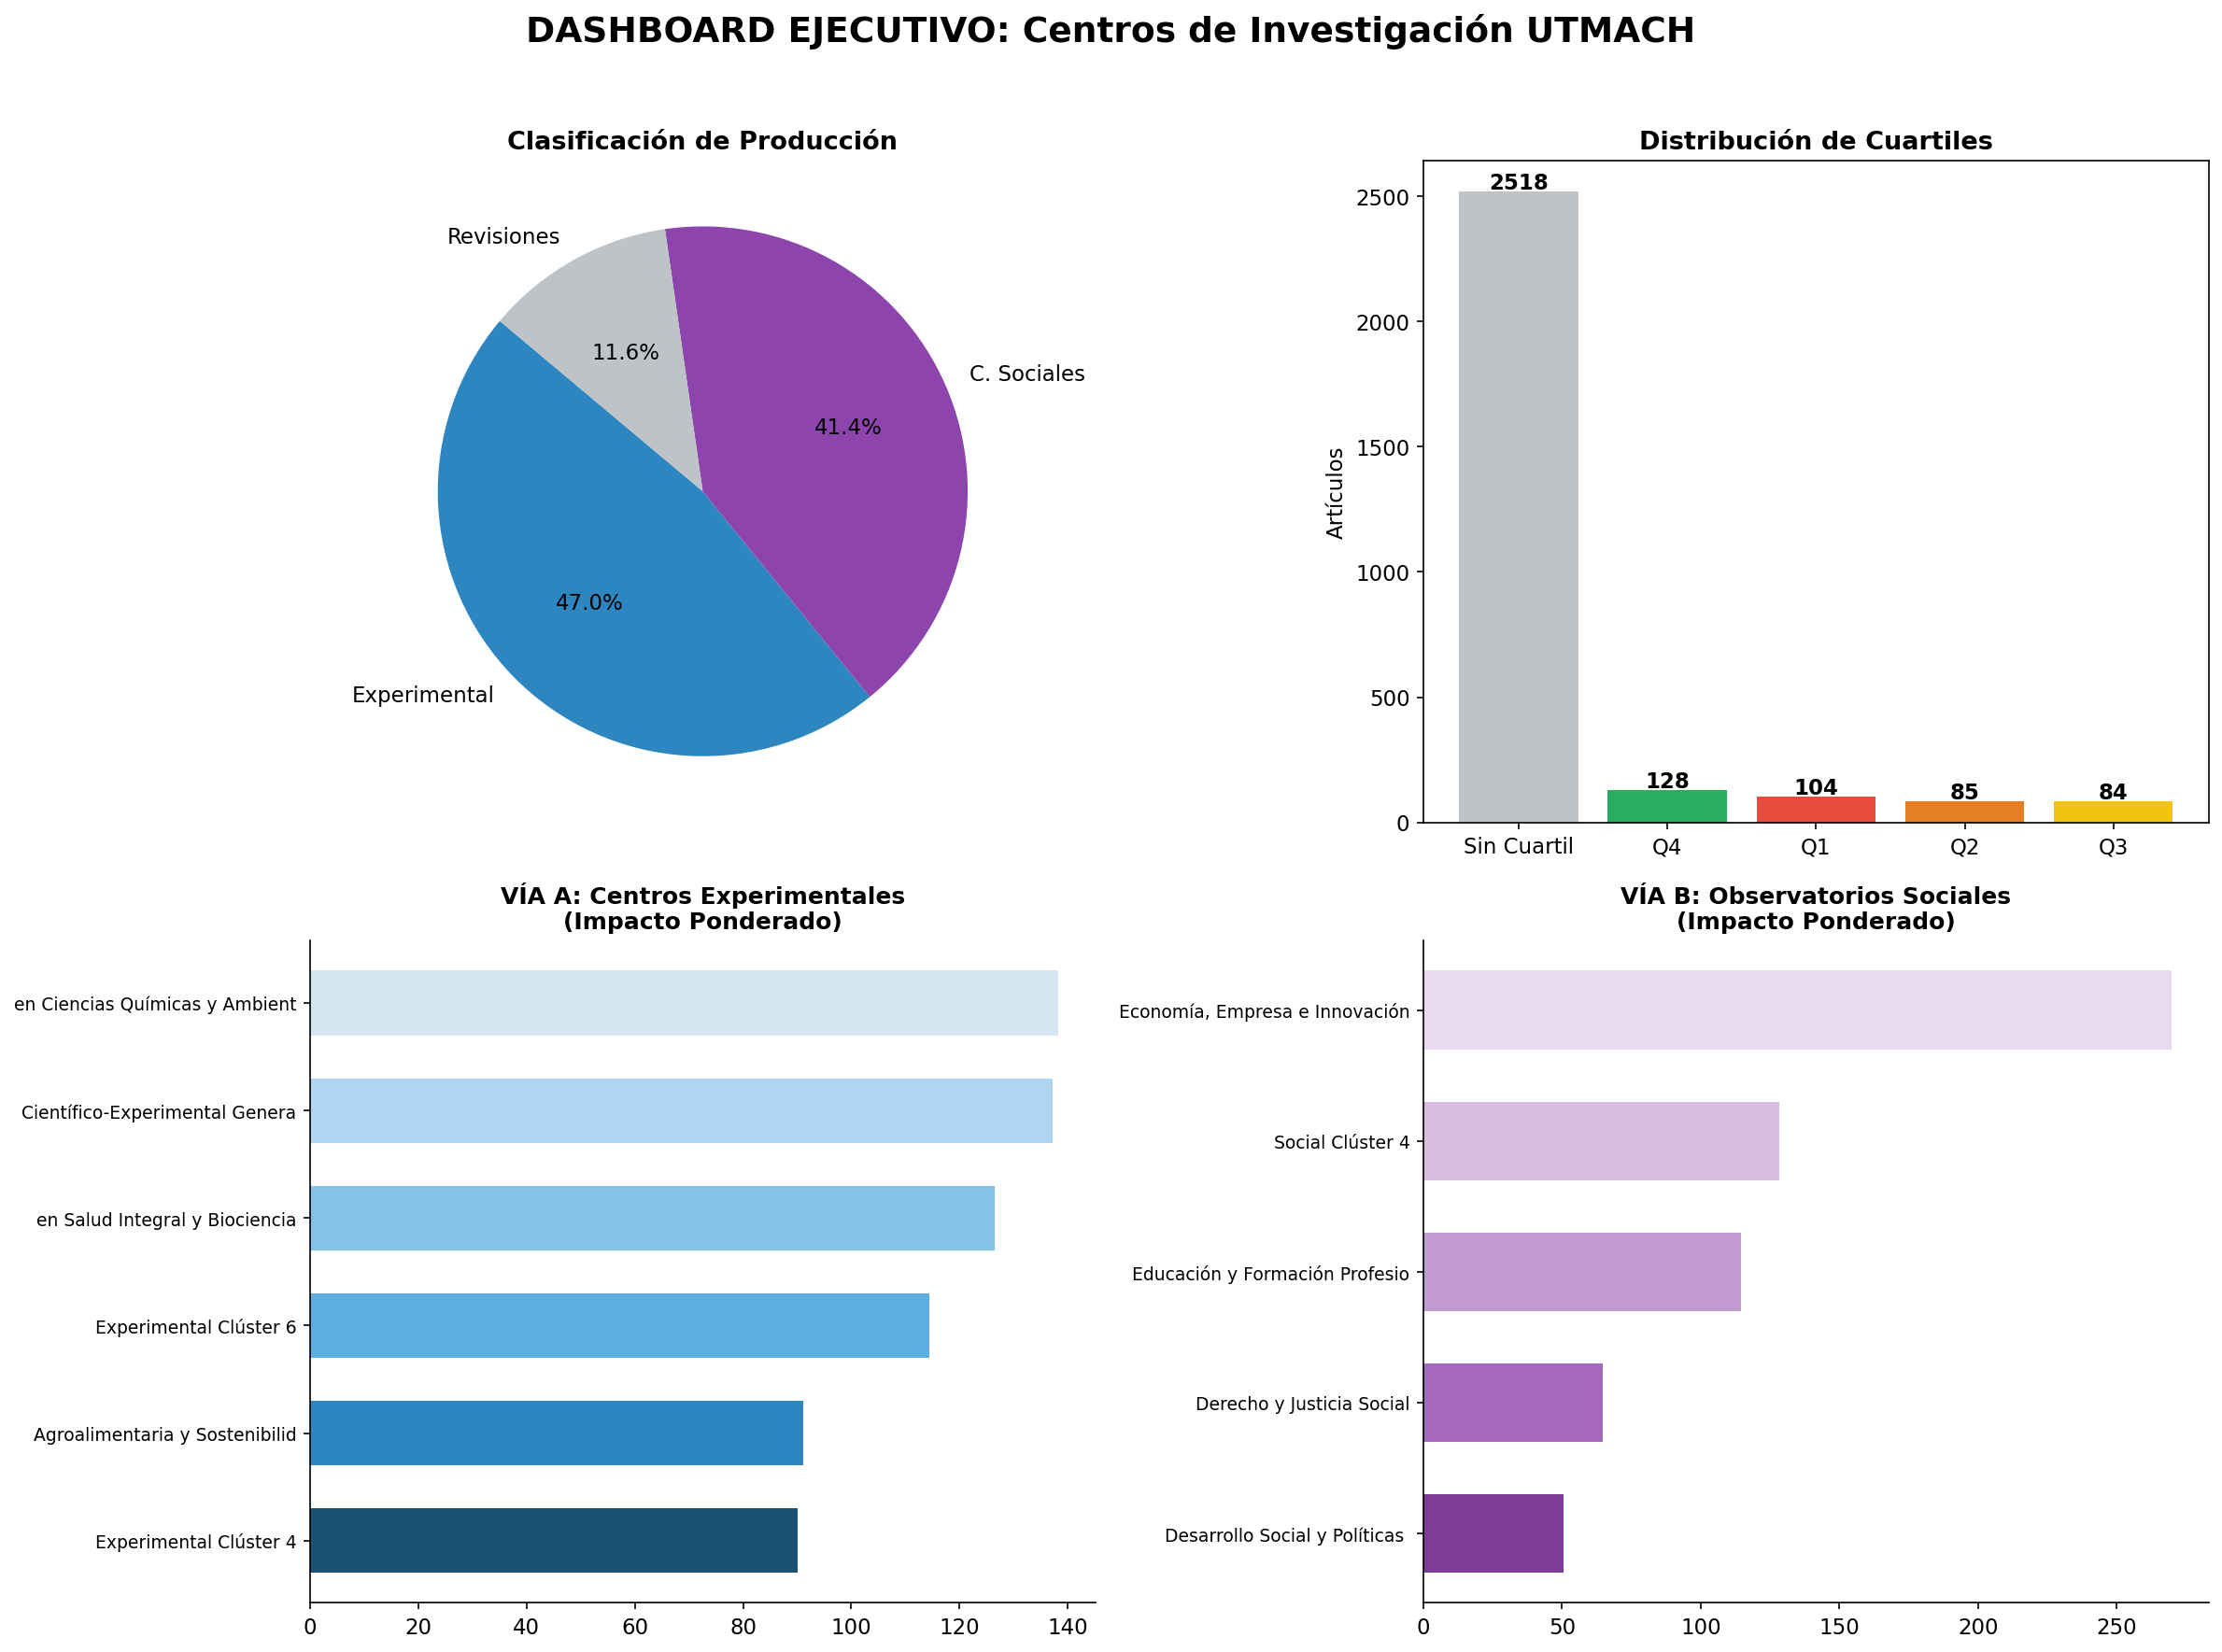 DASHBOARD EJECUTIVO: Centros de Investigación UTMACH
Clasificación de Producción
Revisiones
11.6%
C. Sociales
41.4%
47.0%
Experimental
Distribución de Cuartiles
Artículos
2500
2000
1500
1000
500
0
2518
128
104
85
84
Sin Cuartil
Q4
Q1
Q2
Q3
VÍA A: Centros Experimentales
(Impacto Ponderado)
en Ciencias Químicas y Ambient
Científico-Experimental Genera
en Salud Integral y Biociencia
Experimental Clúster 6
Agroalimentaria y Sostenibilid
Experimental Clúster 4
0
20
40
60
80
100
120
140
VÍA B: Observatorios Sociales
(Impacto Ponderado)
Economía, Empresa e Innovación
Social Clúster 4
Educación y Formación Profesio
Derecho y Justicia Social
Desarrollo Social y Políticas
0
50
100
150
200
250